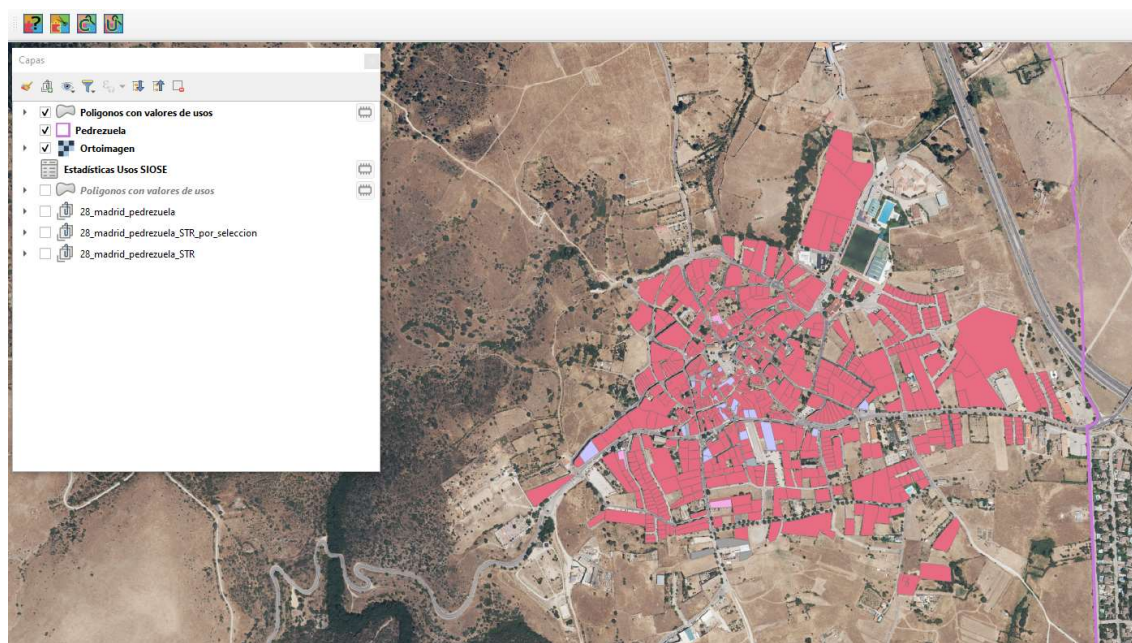 Capas
Poligonos con valores de usos
Pedrezuela
Ortoimagen
Estadísticas Usos SIOSE
Poligonos con valores de usos
28_madrid_pedrezuela
28_madrid_pedrezuela_STR_por_seleccion
28_madrid_pedrezuela_STR